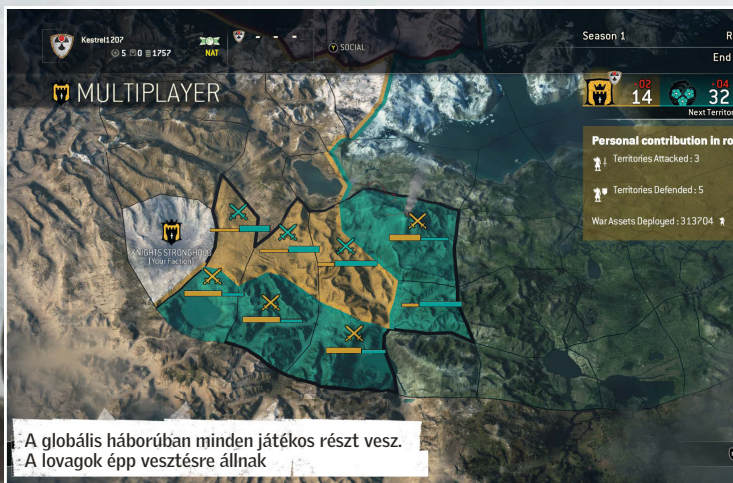 Kestrel1207
5 0 1757
NAT
- - -
Y SOCIAL
Season 1
End
MULTIPLAYER
02
14
04
32
Next Territor
Personal contribution in ro
Territories Attacked : 3
Territories Defended : 5
War Assets Deployed : 313704
KNIGHTS STRONGHOLD
[Your Faction]
A globális háborúban minden játékos részt vesz.
A lovagok épp vesztésre állnak